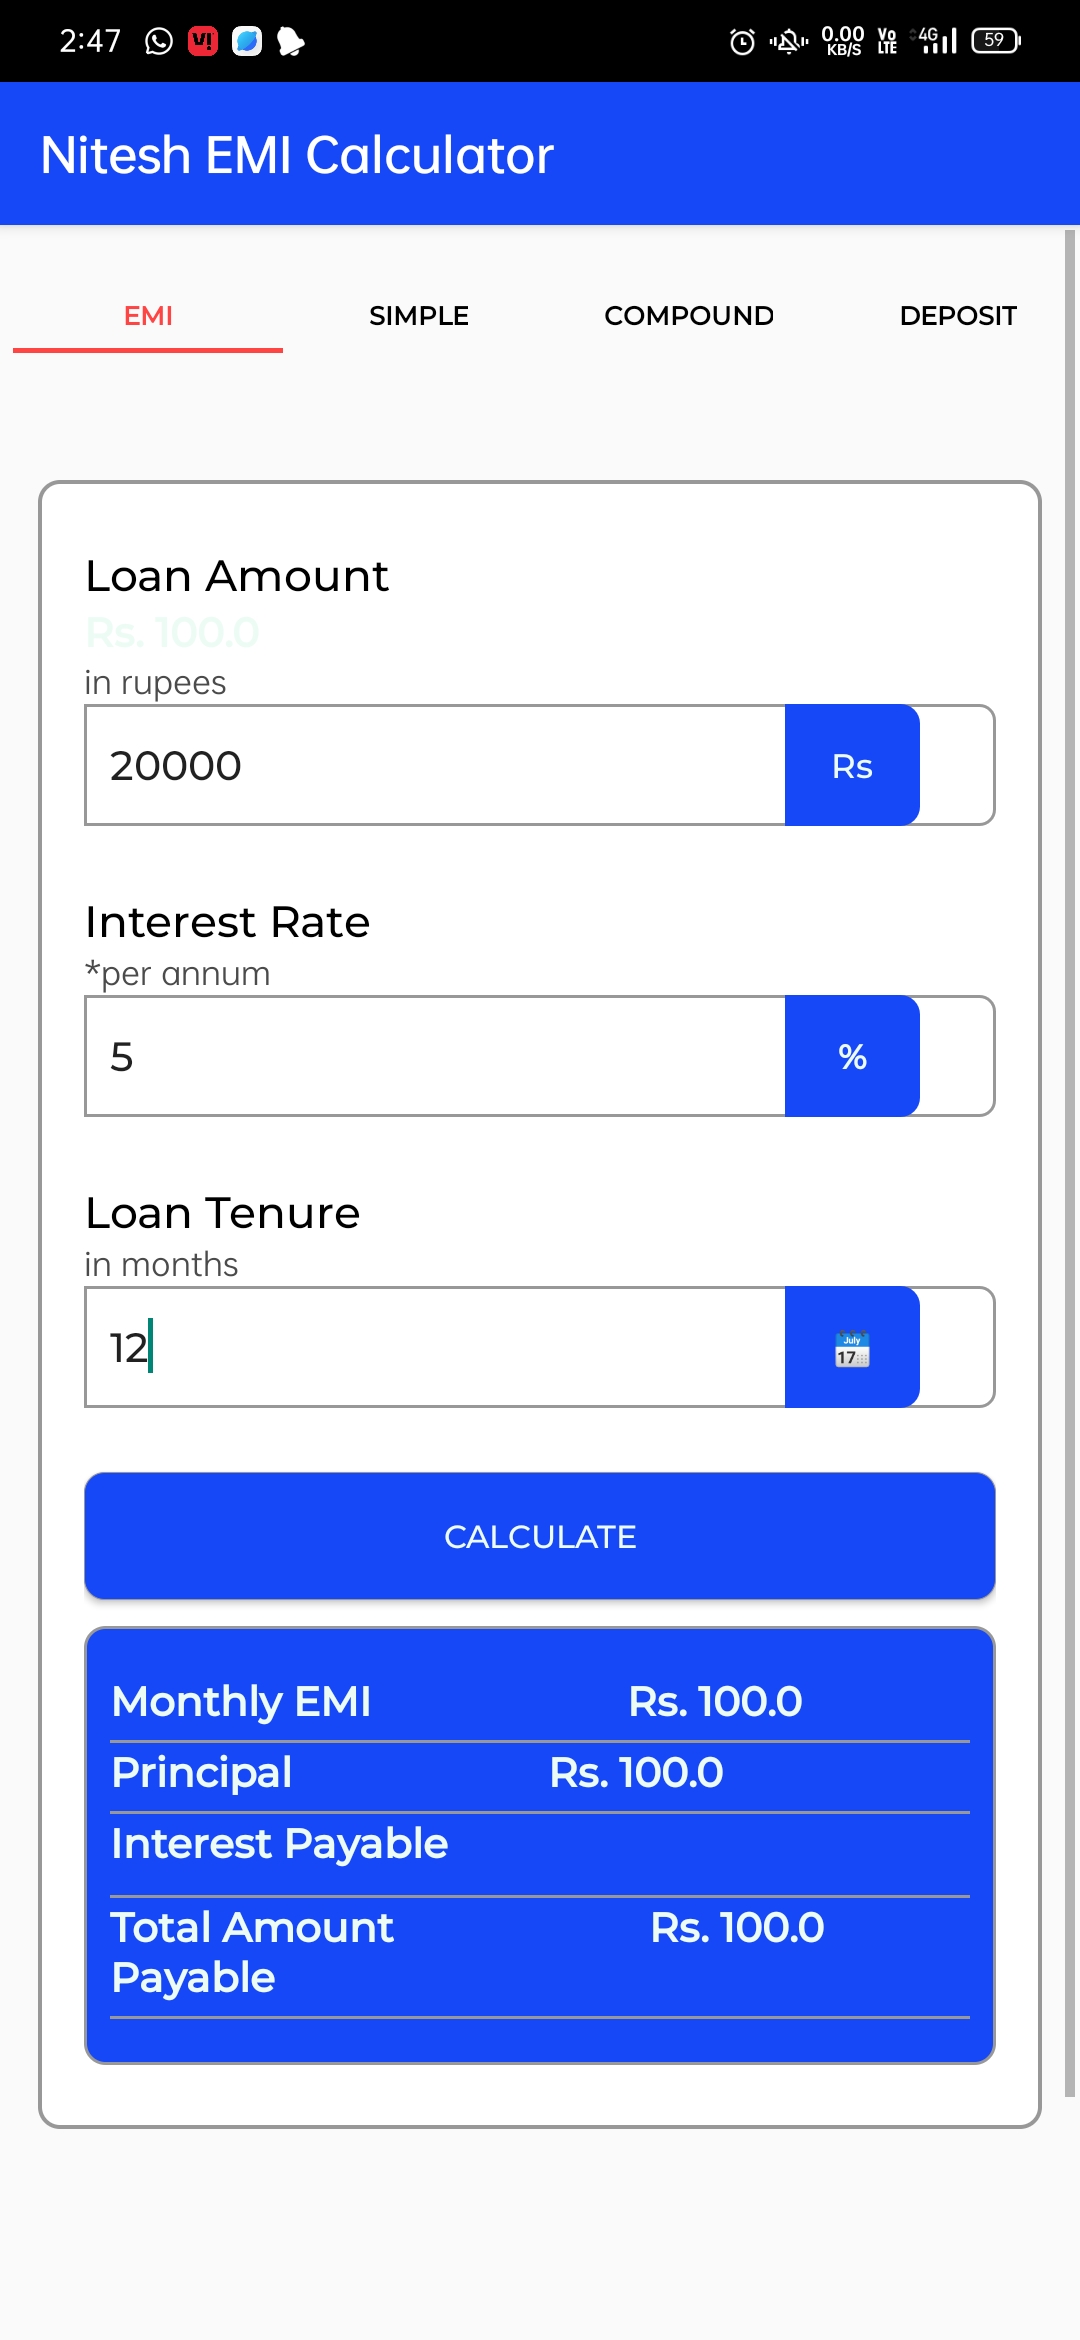 2:47 0.00 KB/S Vo LTE 4G 59
Nitesh EMI Calculator
EMI SIMPLE COMPOUND DEPOSIT
Loan Amount
Rs. 100.0
in rupees
20000 Rs
Interest Rate
*per annum
5 %
Loan Tenure
in months
12 July 17
CALCULATE
Monthly EMI Rs. 100.0
Principal Rs. 100.0
Interest Payable
Total Amount Rs. 100.0
Payable